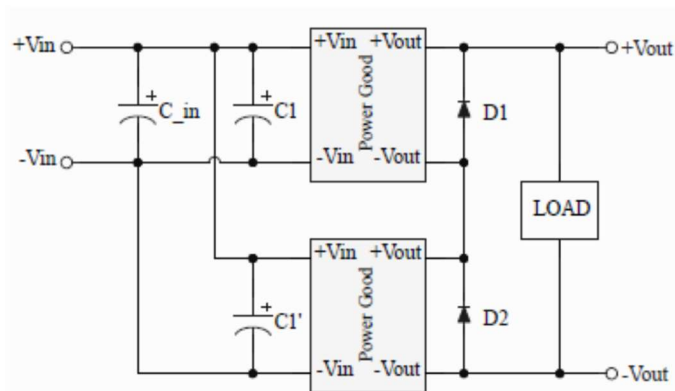 +Vin
+Vin +Vout
+Vout
+
C_in
+
C1
Power Good
D1
-Vin
-Vin -Vout
LOAD
+Vin +Vout
+
C1'
Power Good
D2
-Vin -Vout
-Vout